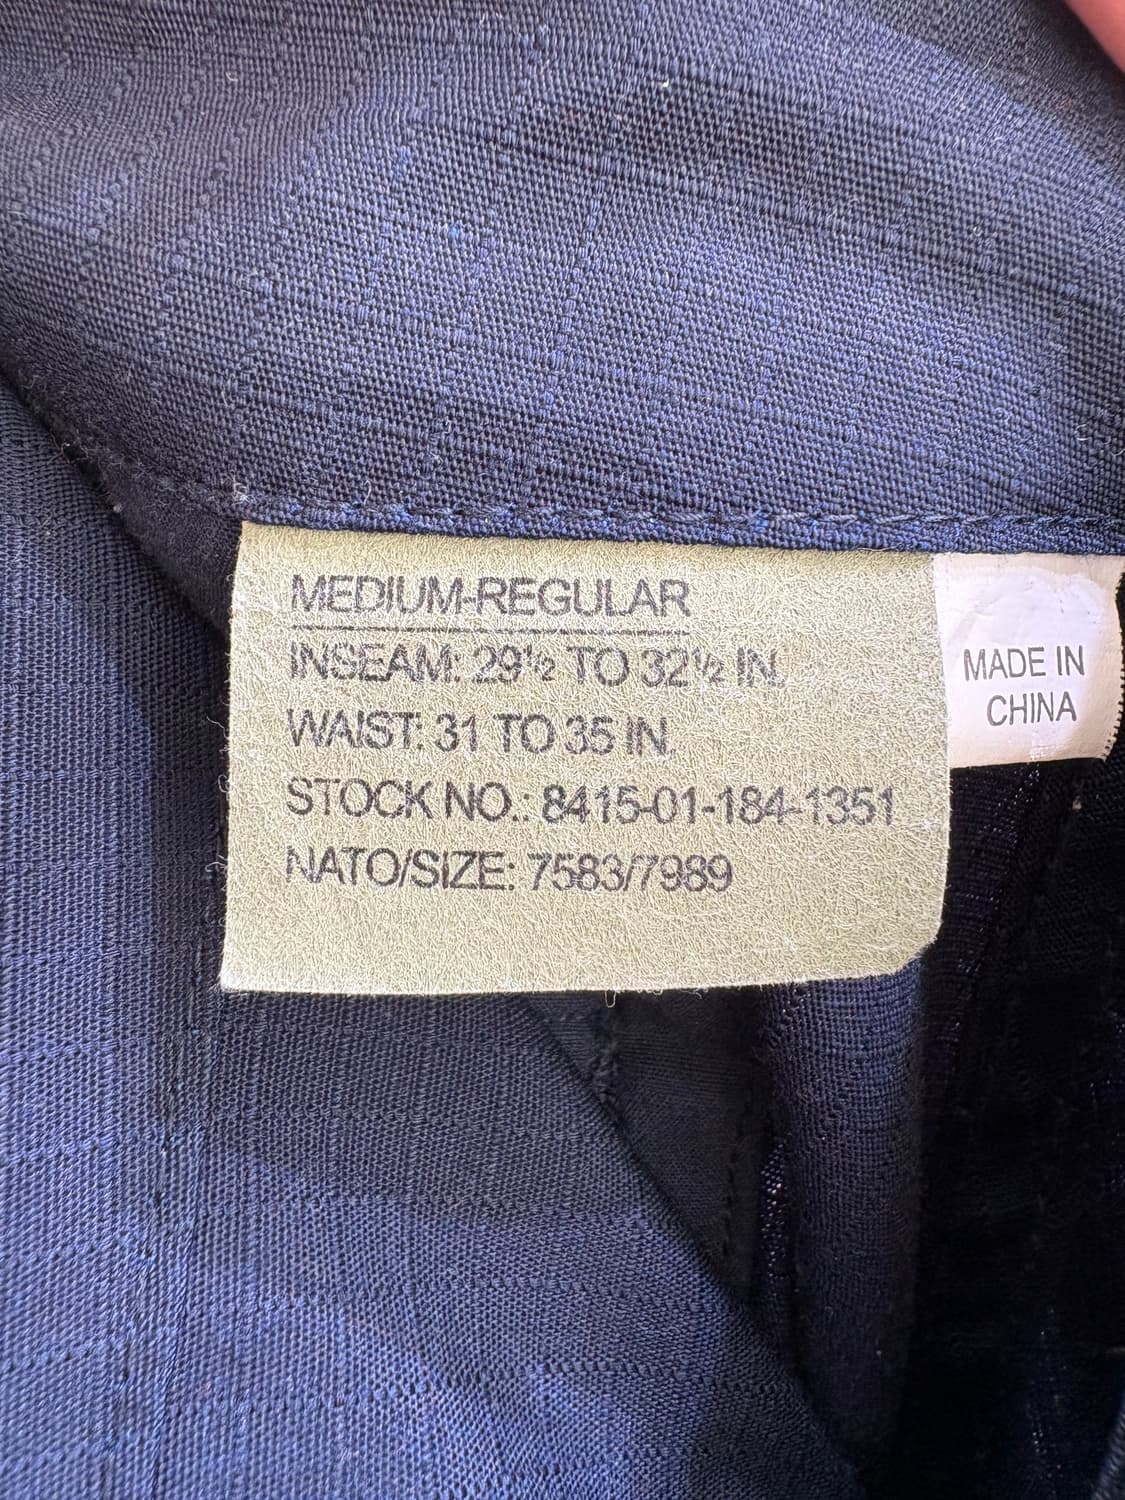 MEDIUM-REGULAR
INSEAM: 29½ TO 32½ IN.
WAIST: 31 TO 35 IN.
STOCK NO.: 8415-01-184-1351
NATO/SIZE: 7583/7989
MADE IN
CHINA